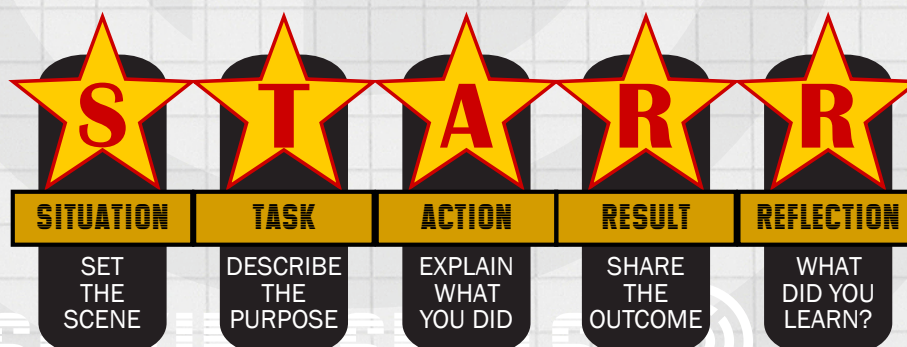 S T A R R
SITUATION TASK ACTION RESULT REFLECTION
SET
THE
SCENE
DESCRIBE
THE
PURPOSE
EXPLAIN
WHAT
YOU DID
SHARE
THE
OUTCOME
WHAT
DID YOU
LEARN?